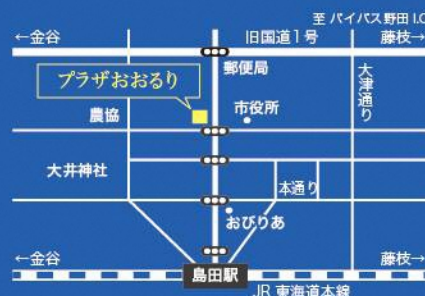 至 バイパス野田 I.C
←金谷
旧国道1号
藤枝→
郵便局
大津通り
プラザおおるり
農協
市役所
大井神社
本通り
おびりあ
←金谷
藤枝→
島田駅
JR 東海道本線